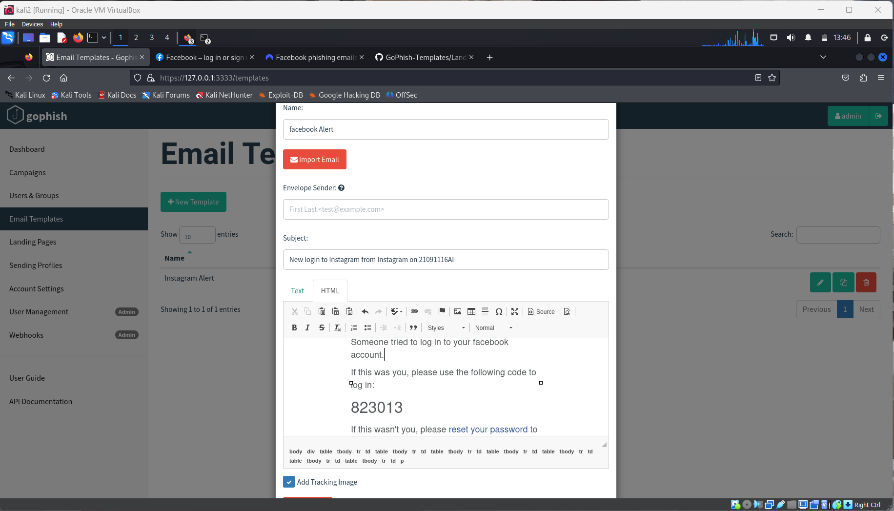 kali2 [Running] - Oracle VM VirtualBox
File Devices Help
1 2 3 4
13:46
Email Templates - Gophis
Facebook – log in or sign
Facebook phishing email
GoPhish-Templates/Land
https://127.0.0.1:3333/templates
Kali Linux Kali Tools Kali Docs Kali Forums Kali NetHunter Exploit-DB Google Hacking DB OffSec
gophish
admin
Dashboard
Campaigns
Users & Groups
Email Templates
Landing Pages
Sending Profiles
Account Settings
User Management Admin
Webhooks Admin
User Guide
API Documentation
Email Te
New Template
Show 10 entries
Search:
Name
Instagram Alert
Showing 1 to 1 of 1 entries
Previous 1 Next
Name:
facebook Alert
Import Email
Envelope Sender:
First Last <test@example.com>
Subject:
New login to Instagram from Instagram on 21091116AI
Text HTML
Source
B I S Styles Normal
Someone tried to log in to your facebook
account.
If this was you, please use the following code to
log in:
823013
If this wasn't you, please reset your password to
body div table tbody tr td table tbody tr td table tbody tr td table tbody tr td table tbody tr td
table tbody tr td table tbody tr td p
Add Tracking Image
Right Ctrl